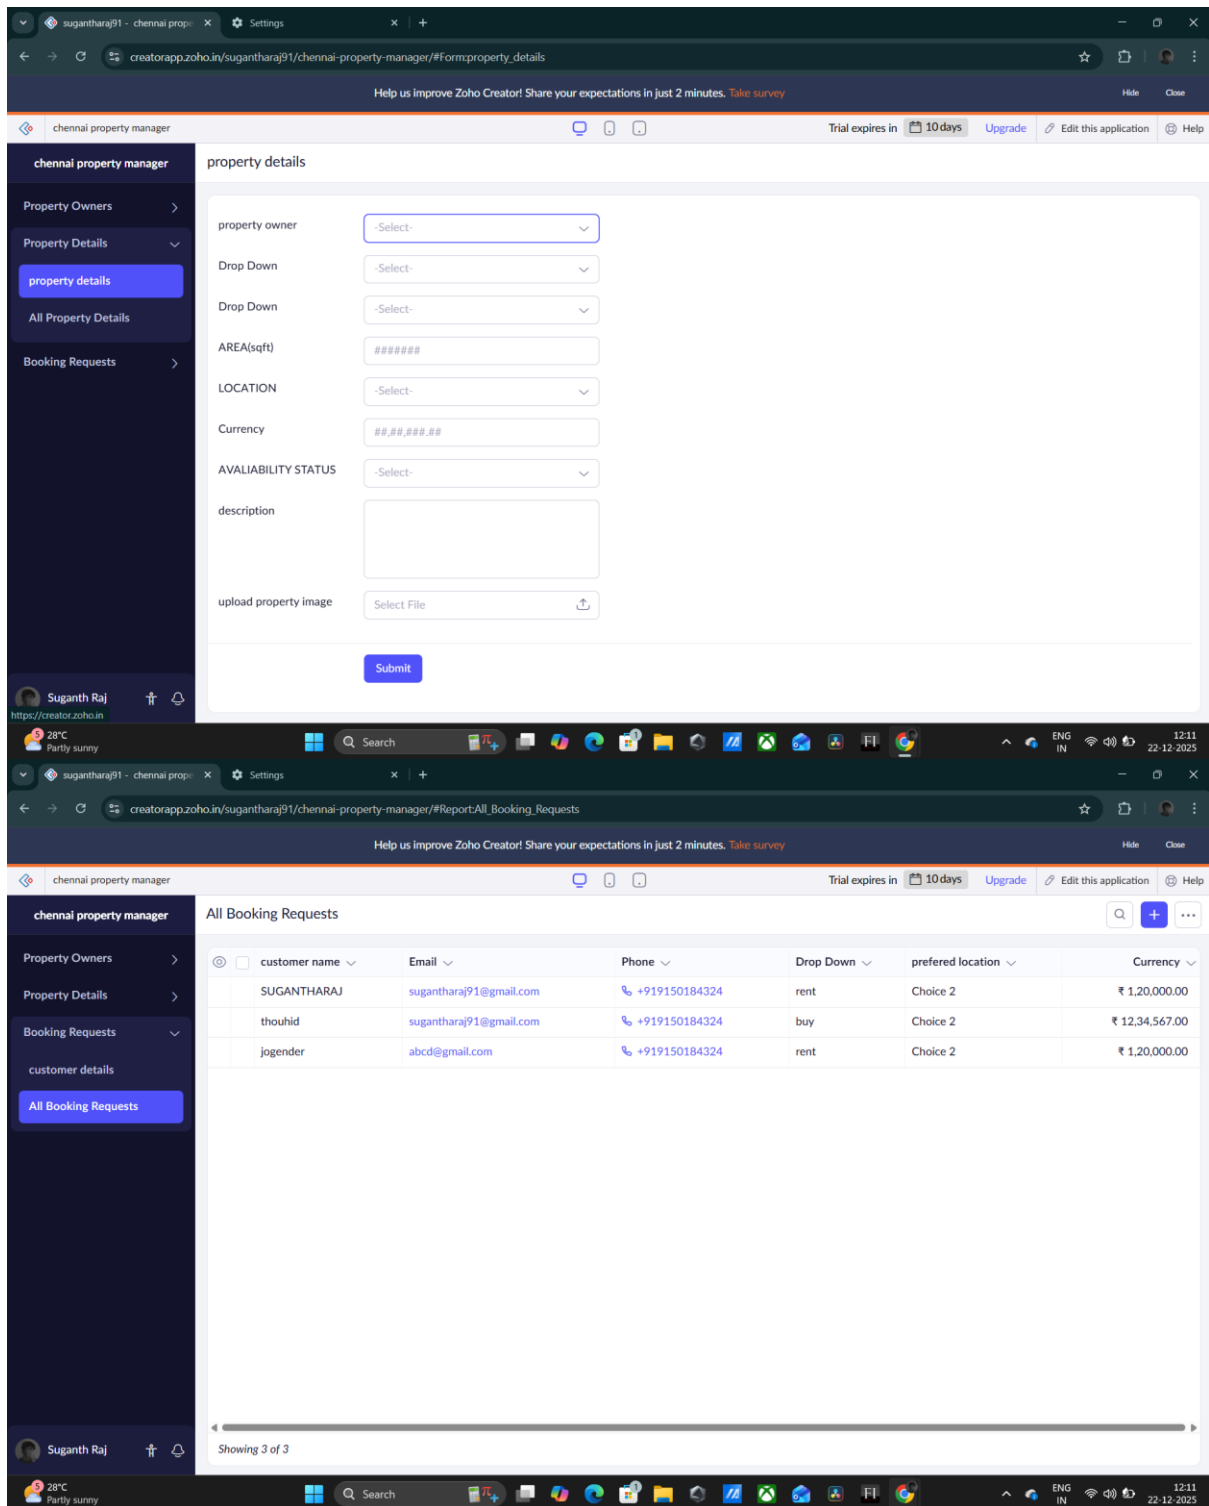 sugantharaj91 - chennai prope
Settings
creatorapp.zoho.in/sugantharaj91/chennai-property-manager/#Form:property_details
Help us improve Zoho Creator! Share your expectations in just 2 minutes. Take survey
Hide
Close
chennai property manager
Trial expires in 10 days
Upgrade
Edit this application
Help
chennai property manager
property details
Property Owners
Property Details
property details
All Property Details
Booking Requests
property owner
-Select-
Drop Down
-Select-
Drop Down
-Select-
AREA(sqft)
#######
LOCATION
-Select-
Currency
##,##,###.##
AVALIABILITY STATUS
-Select-
description
upload property image
Select File
Submit
Suganth Raj
https://creator.zoho.in
5
28°C
Partly sunny
Search
ENG
IN
12:11
22-12-2025
sugantharaj91 - chennai prope
Settings
creatorapp.zoho.in/sugantharaj91/chennai-property-manager/#Report:All_Booking_Requests
Help us improve Zoho Creator! Share your expectations in just 2 minutes. Take survey
Hide
Close
chennai property manager
Trial expires in 10 days
Upgrade
Edit this application
Help
chennai property manager
All Booking Requests
Property Owners
Property Details
Booking Requests
customer details
All Booking Requests
customer name Email Phone Drop Down prefered location Currency
SUGANTHARAJ sugantharaj91@gmail.com +919150184324 rent Choice 2 ₹ 1,20,000.00
thouhid sugantharaj91@gmail.com +919150184324 buy Choice 2 ₹ 12,34,567.00
jogender abcd@gmail.com +919150184324 rent Choice 2 ₹ 1,20,000.00
Showing 3 of 3
Suganth Raj
5
28°C
Partly sunny
Search
ENG
IN
12:11
22-12-2025